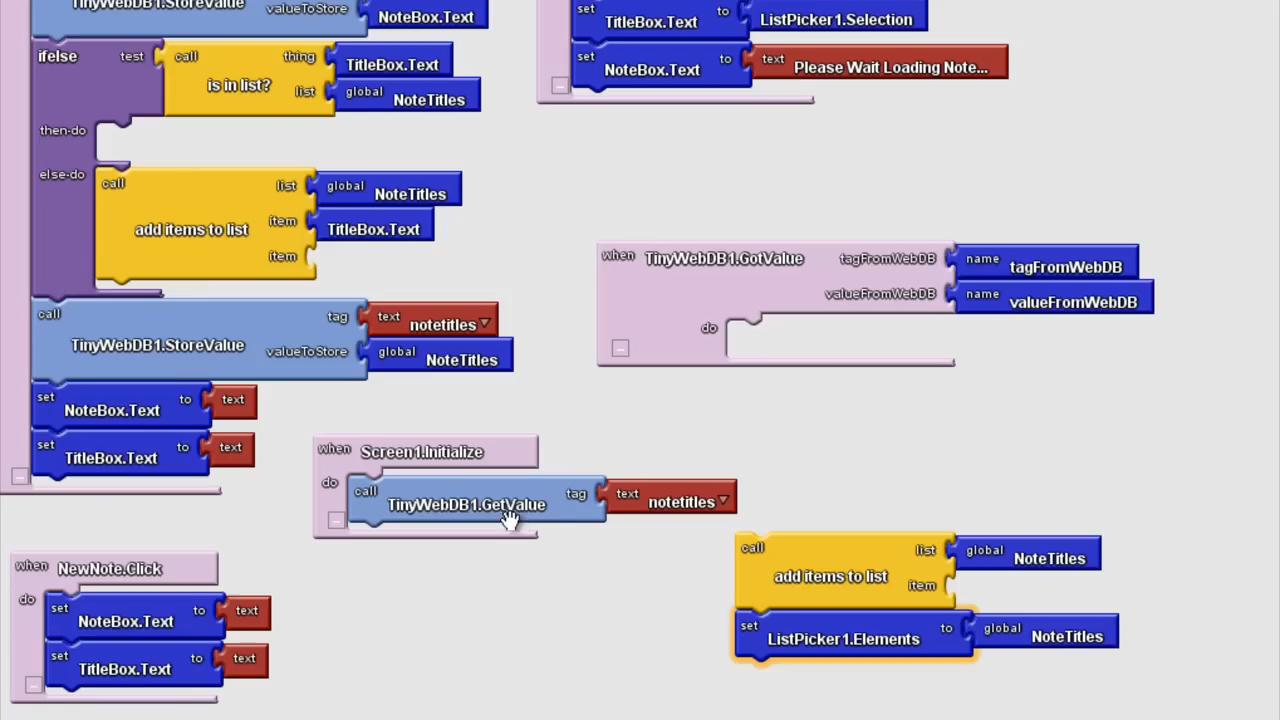 TinyWebDB1.StoreValue valueToStore NoteBox.Text
ifelse test call is in list? thing TitleBox.Text
list global NoteTitles
then-do
else-do call add items to list list global NoteTitles
item TitleBox.Text
item
call TinyWebDB1.StoreValue tag text notetitles
valueToStore global NoteTitles
set NoteBox.Text to text
set TitleBox.Text to text
set TitleBox.Text to ListPicker1.Selection
set NoteBox.Text to text Please Wait Loading Note...
when TinyWebDB1.GotValue tagFromWebDB name tagFromWebDB
valueFromWebDB name valueFromWebDB
do
when Screen1.Initialize
do call TinyWebDB1.GetValue tag text notetitles
when NewNote.Click
do set NoteBox.Text to text
set TitleBox.Text to text
call add items to list list global NoteTitles
item
set ListPicker1.Elements to global NoteTitles